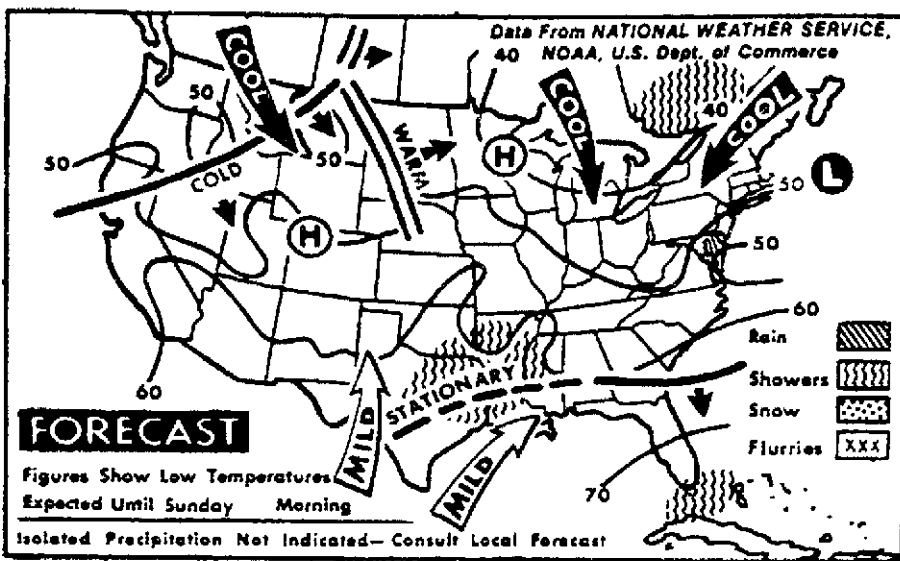 Data From NATIONAL WEATHER SERVICE,
NOAA, U.S. Dept. of Commerce
40
COOL
50
COOL
40
COOL
WARM
50
50
COLD
H
50
L
H
50
60
60
Rain
STATIONARY
Showers
MILD
Snow
FORECAST
Flurries
XXX
Figures Show Low Temperatures
MILD
70
Expected Until Sunday Morning
Isolated Precipitation Not Indicated— Consult Local Forecast